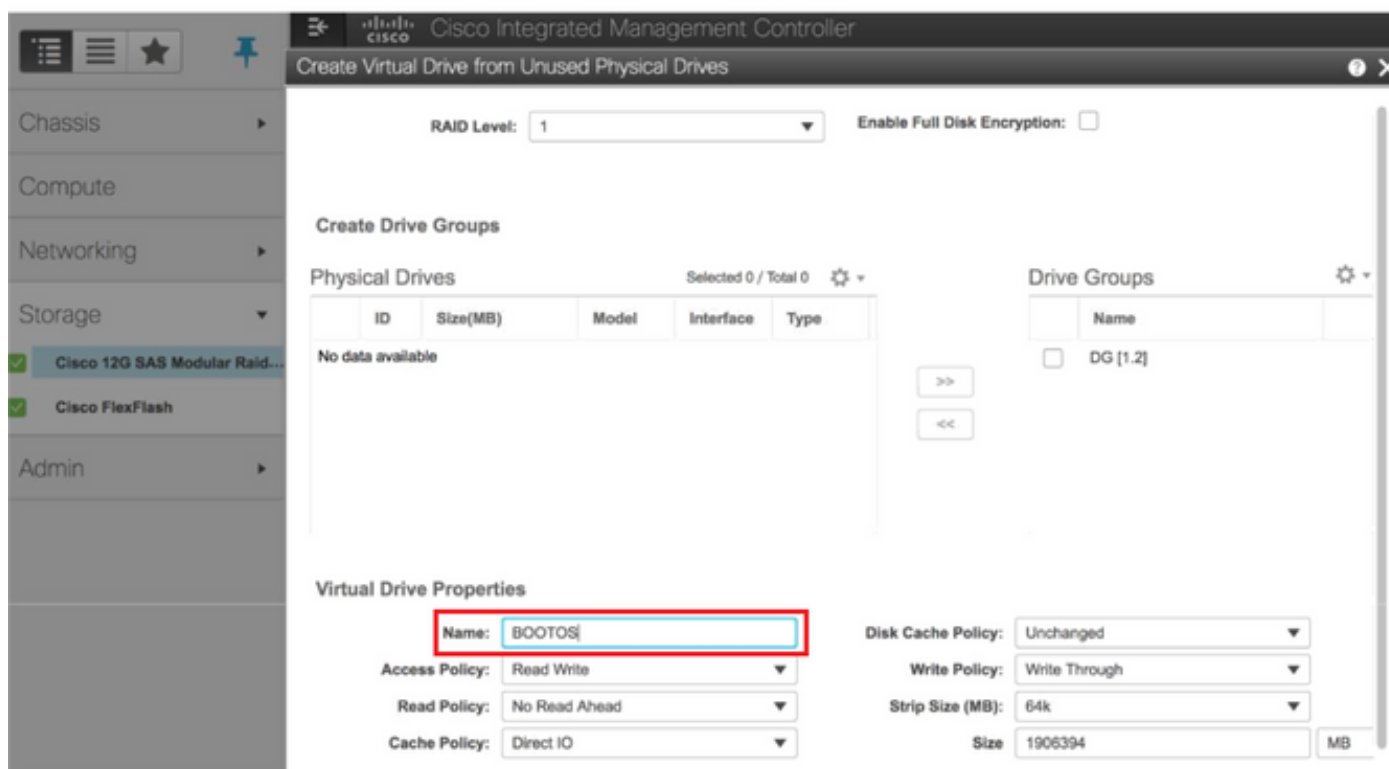 cisco Cisco Integrated Management Controller
Create Virtual Drive from Unused Physical Drives
Chassis
Compute
Networking
Storage
Cisco 12G SAS Modular Raid...
Cisco FlexFlash
Admin
RAID Level: 1 Enable Full Disk Encryption:
Create Drive Groups
Physical Drives Selected 0 / Total 0 Drive Groups
ID Size(MB) Model Interface Type Name
No data available DG [1.2]
>>
<<
Virtual Drive Properties
Name: BOOTOS Disk Cache Policy: Unchanged
Access Policy: Read Write Write Policy: Write Through
Read Policy: No Read Ahead Strip Size (MB): 64k
Cache Policy: Direct IO Size 1906394 MB